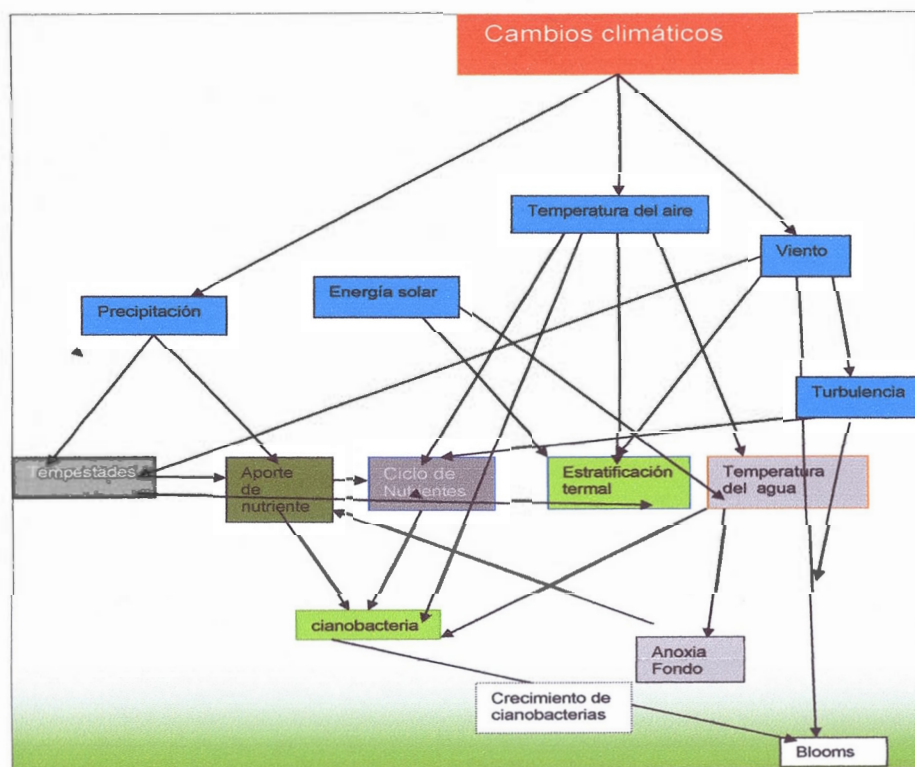 Cambios climáticos
Temperatura del aire
Viento
Energía solar
Precipitación
Turbulencia
Tempestades
Aporte
de
nutriente
Ciclo de
Nutrientes
Estratificación
termal
Temperatura
del agua
cianobacteria
Anoxia
Fondo
Crecimiento de
cianobacterias
Blooms